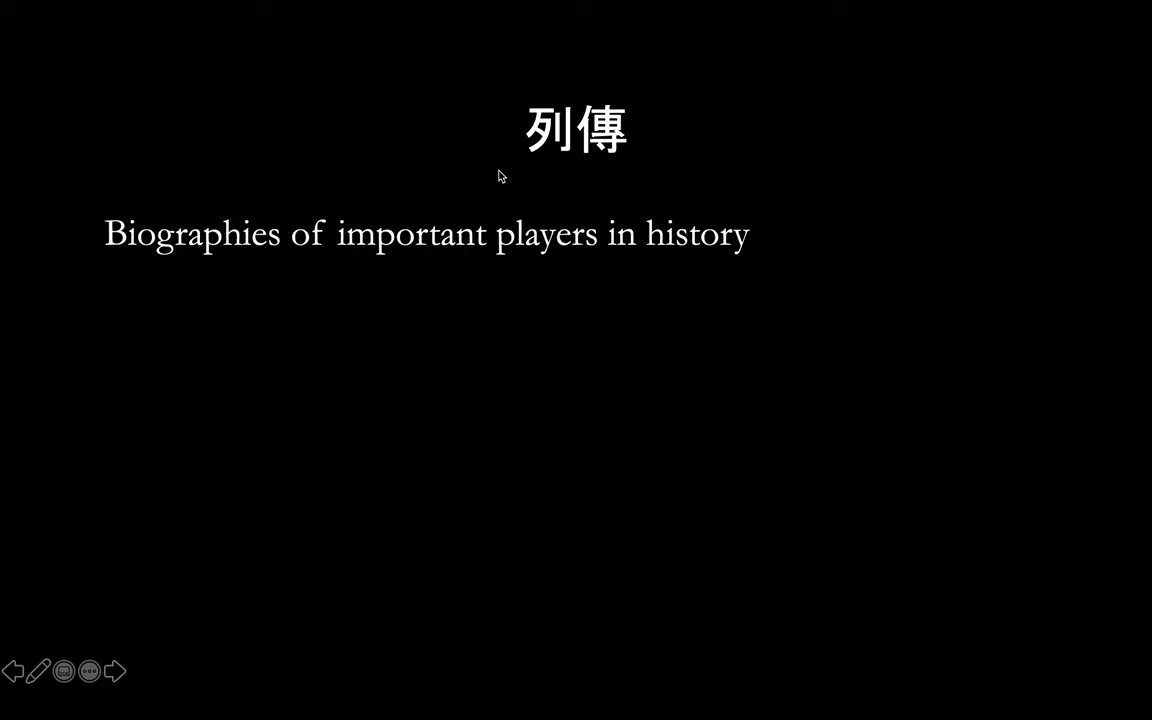 列傳
Biographies of important players in history